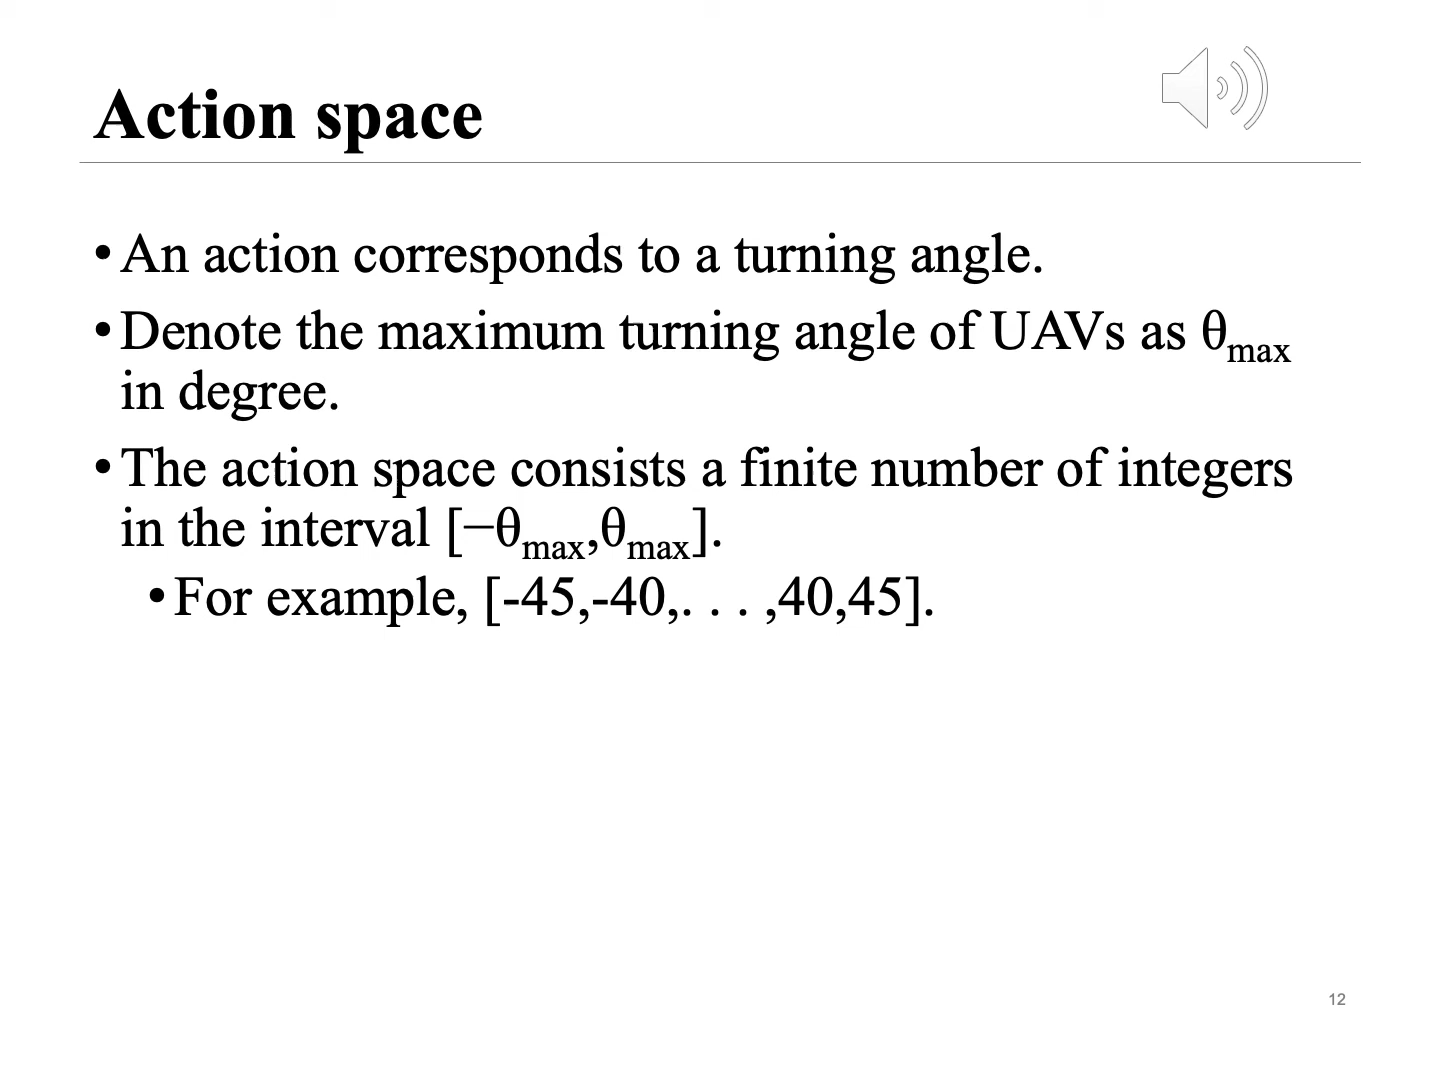 Action space
•An action corresponds to a turning angle.
•Denote the maximum turning angle of UAVs as θmax
in degree.
•The action space consists a finite number of integers
in the interval [−θmax,θmax].
•For example, [-45,-40,. . . ,40,45].
12